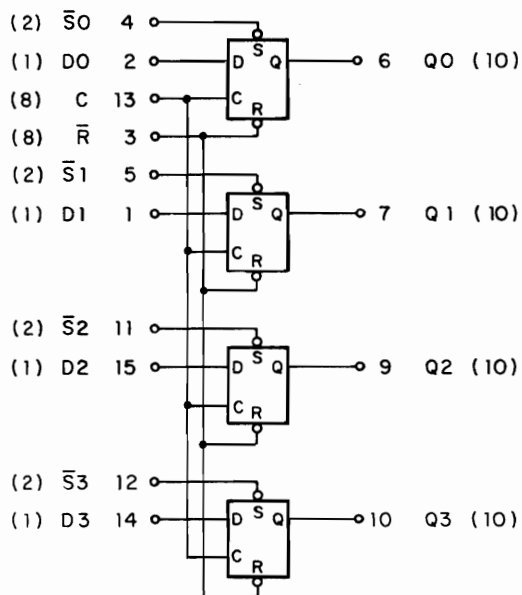 (2) S̅0 4
S
(1) D0 2 D Q 6 Q0 (10)
(8) C 13 C
R
(8) R̅ 3
(2) S̅1 5
S
(1) D1 1 D Q 7 Q1 (10)
C
R
(2) S̅2 11
S
(1) D2 15 D Q 9 Q2 (10)
C
R
(2) S̅3 12
S
(1) D3 14 D Q 10 Q3 (10)
C
R